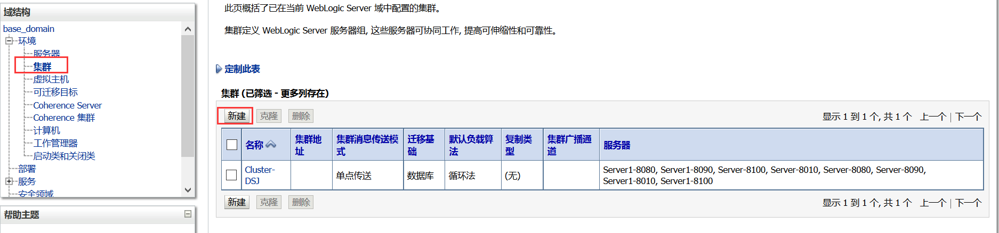 域结构
base_domain
环境
服务器
集群
虚拟主机
可迁移目标
Coherence Server
Coherence 集群
计算机
工作管理器
启动类和关闭类
部署
服务
安全领域
帮助主题
此页概括了已在当前 WebLogic Server 域中配置的集群。
集群定义 WebLogic Server 服务器组, 这些服务器可协同工作, 提高可伸缩性和可靠性。
定制此表
集群 (已筛选 - 更多列存在)
新建 克隆 删除 显示 1 到 1 个, 共 1 个 上一个 | 下一个
名称 集群地址 集群消息传送模式 迁移基础 默认负载算法 复制类型 集群广播通道 服务器
Cluster-DSJ 单点传送 数据库 循环法 (无) Server1-8080, Server1-8090, Server-8100, Server-8010, Server-8080, Server-8090,
Server1-8010, Server1-8100
新建 克隆 删除 显示 1 到 1 个, 共 1 个 上一个 | 下一个